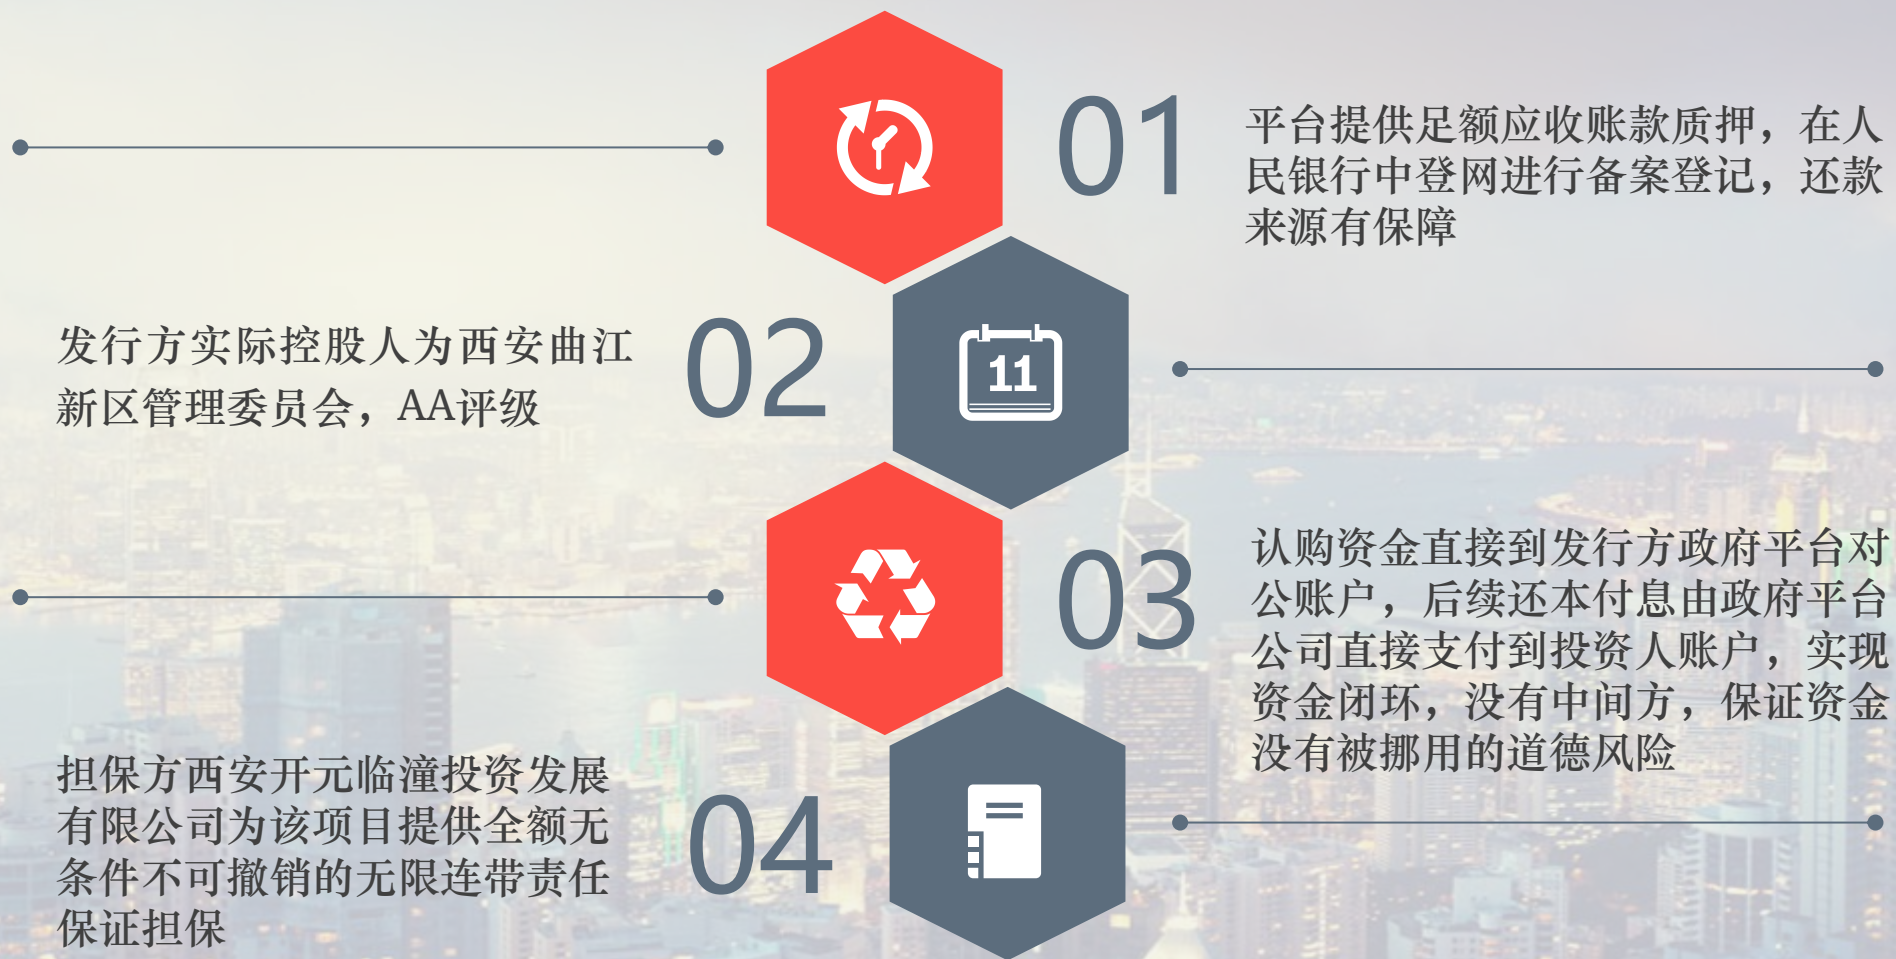 01
平台提供足额应收账款质押，在人
民银行中登网进行备案登记，还款
来源有保障
发行方实际控股人为西安曲江
新区管理委员会，AA评级
02
11
03
认购资金直接到发行方政府平台对
公账户，后续还本付息由政府平台
公司直接支付到投资人账户，实现
资金闭环，没有中间方，保证资金
没有被挪用的道德风险
担保方西安开元临潼投资发展
有限公司为该项目提供全额无
条件不可撤销的无限连带责任
保证担保
04